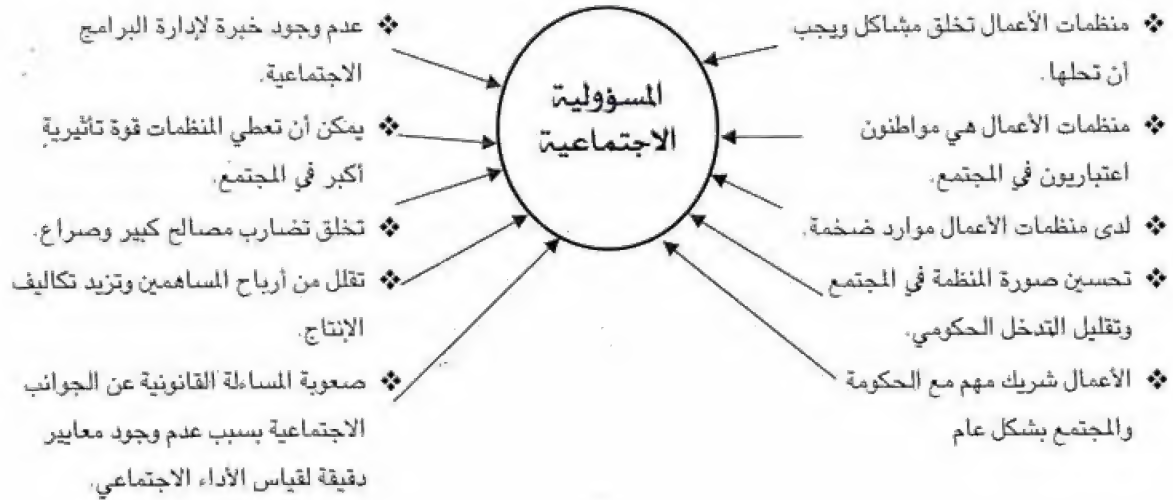 ❖ منظمات الأعمال تخلق مشاكل ويجب
أن تحلها.
❖ منظمات الأعمال هي مواطنون
اعتباريون في المجتمع.
❖ لدى منظمات الأعمال موارد ضخمة.
❖ تحسين صورة المنظمة في المجتمع
وتقليل التدخل الحكومي.
❖ الأعمال شريك مهم مع الحكومة
والمجتمع بشكل عام
المسؤولية
الاجتماعية
❖ عدم وجود خبرة لإدارة البرامج
الاجتماعية.
❖ يمكن أن تعطي المنظمات قوة تأثيرية
أكبر في المجتمع.
❖ تخلق تضارب مصالح كبير وصراع.
❖ تقلل من أرباح المساهمين وتزيد تكاليف
الإنتاج.
❖ صعوبة المساءلة القانونية عن الجوانب
الاجتماعية بسبب عدم وجود معايير
دقيقة لقياس الأداء الاجتماعي.